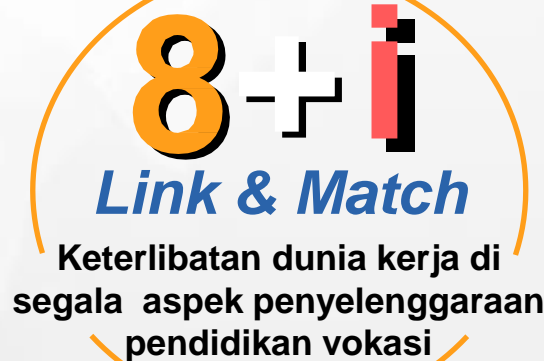 8+i
Link & Match
Keterlibatan dunia kerja di
segala aspek penyelenggaraan
pendidikan vokasi